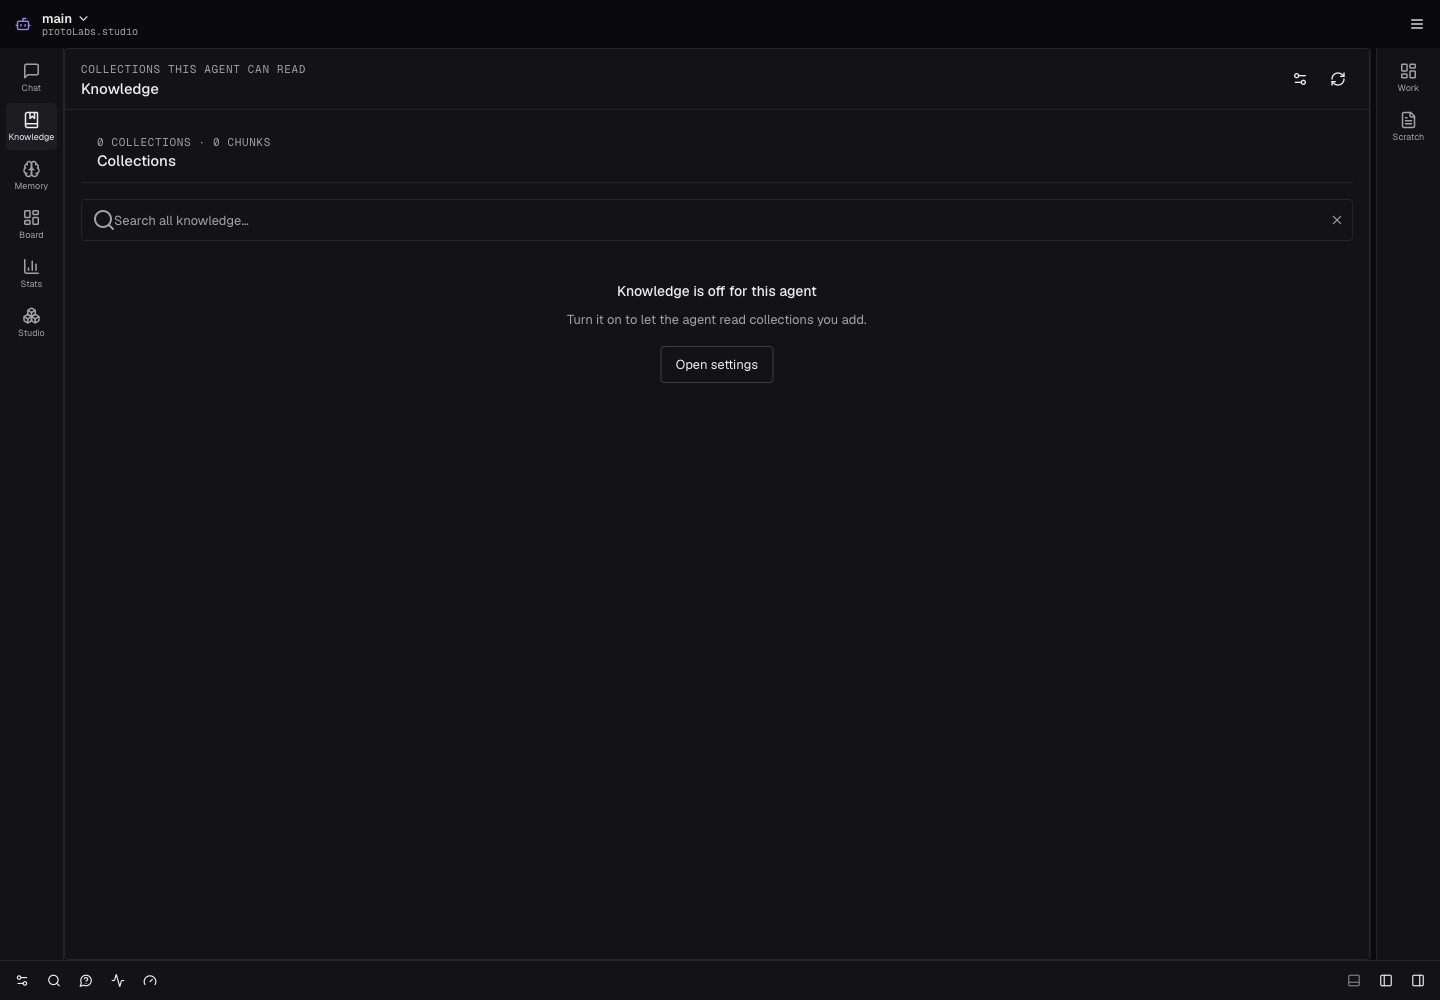 main
protoLabs.studio
Chat
Knowledge
Memory
Board
Stats
Studio
COLLECTIONS THIS AGENT CAN READ
Knowledge
0 COLLECTIONS · 0 CHUNKS
Collections
Search all knowledge…
Knowledge is off for this agent
Turn it on to let the agent read collections you add.
Open settings
Work
Scratch